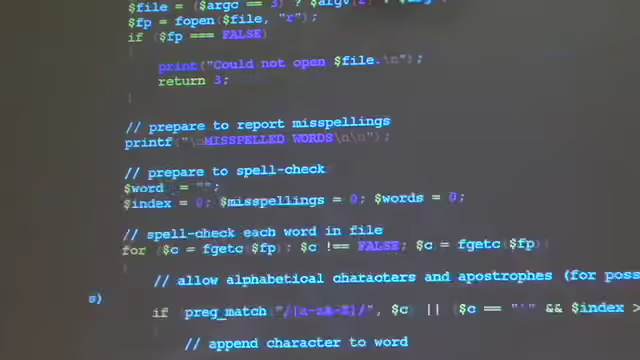 $file = ($argc == 3) ? $argv[2] :
$fp = fopen($file, "r");
if ($fp === FALSE)
{
print("Could not open $file.\n");
return 3;
}
// prepare to report misspellings
printf("\nMISSPELLED WORDS\n\n");
// prepare to spell-check
$word = "";
$index = 0; $misspellings = 0; $words = 0;
// spell-check each word in file
for ($c = fgetc($fp); $c !== FALSE; $c = fgetc($fp))
{
// allow alphabetical characters and apostrophes (for poss
s)
if (preg_match("/[a-zA-Z]/", $c) || ($c == "'" && $index >
// append character to word